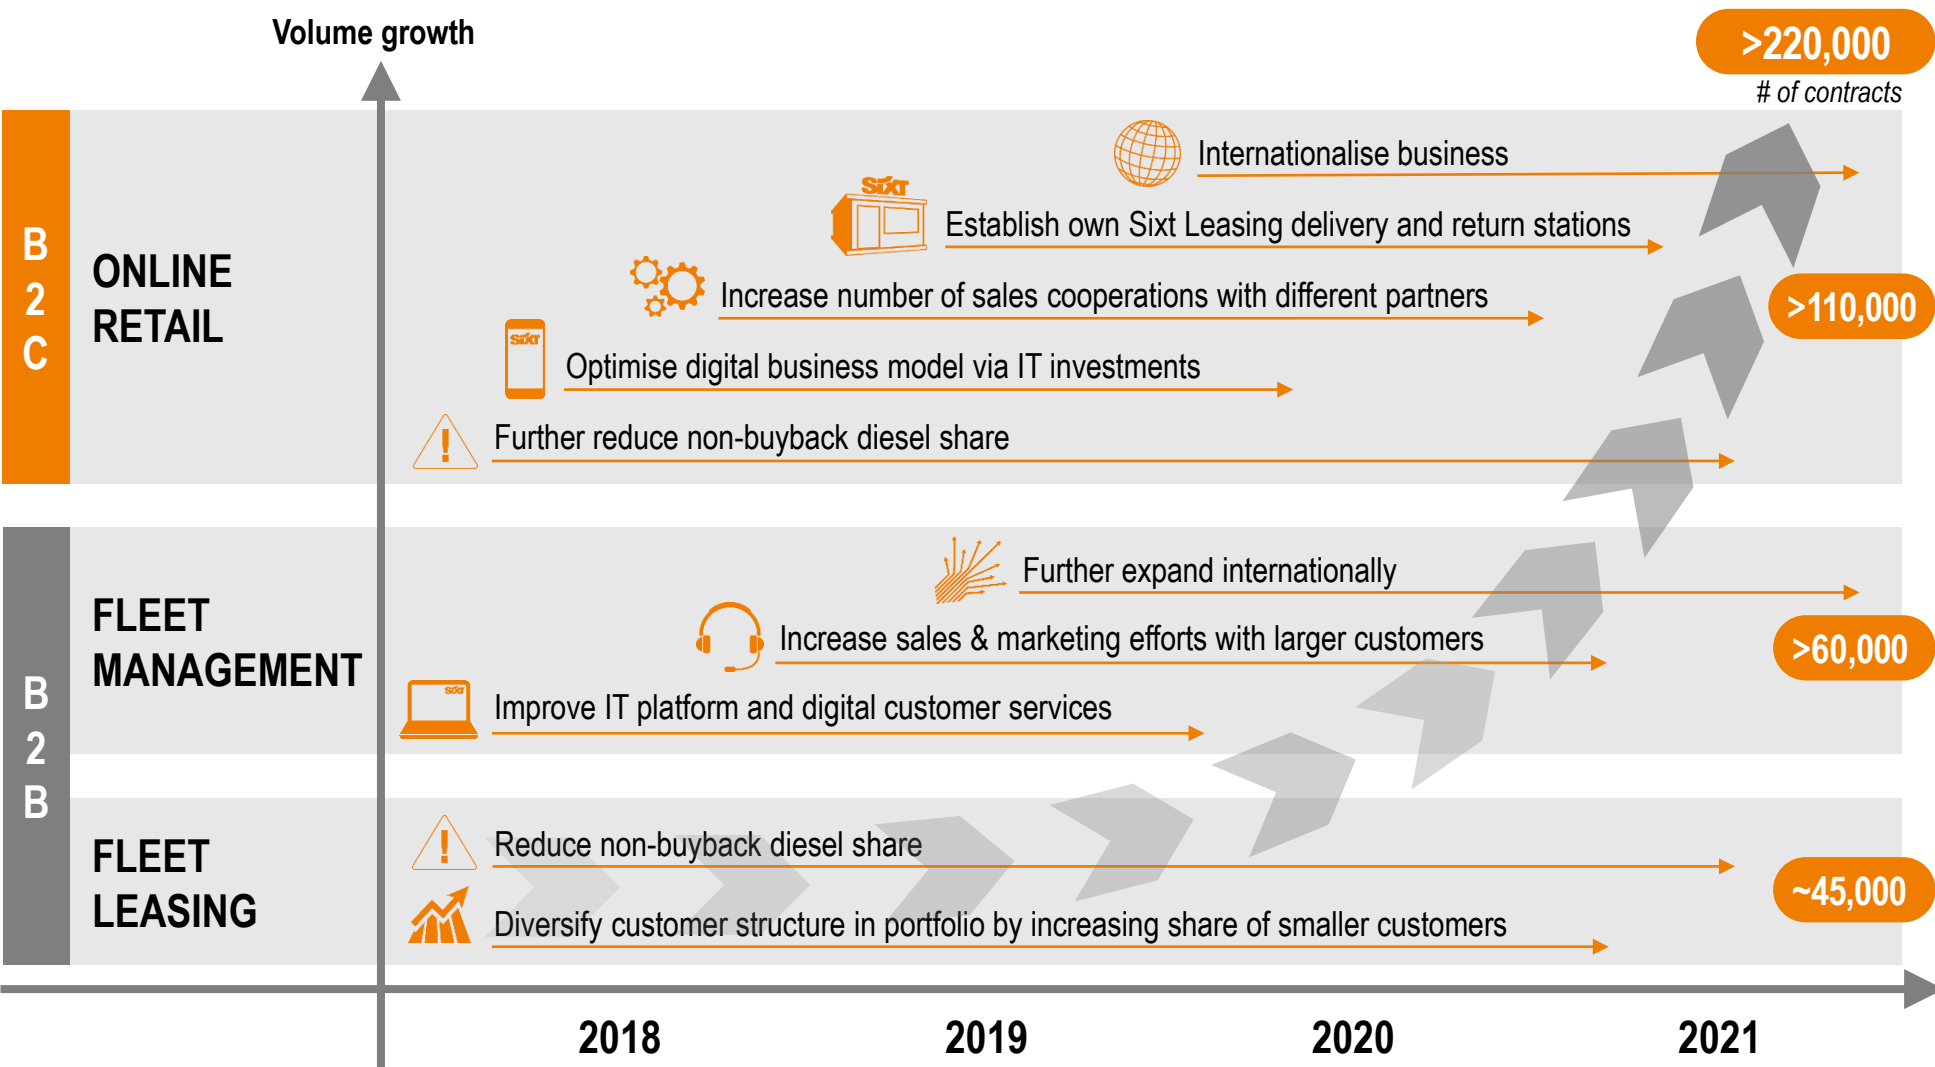 Volume growth
>220,000
# of contracts
B
2
C
ONLINE
RETAIL
Internationalise business
SIXT
Establish own Sixt Leasing delivery and return stations
Increase number of sales cooperations with different partners
SIXT
Optimise digital business model via IT investments
Further reduce non-buyback diesel share
>110,000
B
2
B
FLEET
MANAGEMENT
Further expand internationally
Increase sales & marketing efforts with larger customers
SIXT
Improve IT platform and digital customer services
>60,000
FLEET
LEASING
Reduce non-buyback diesel share
Diversify customer structure in portfolio by increasing share of smaller customers
~45,000
2018
2019
2020
2021